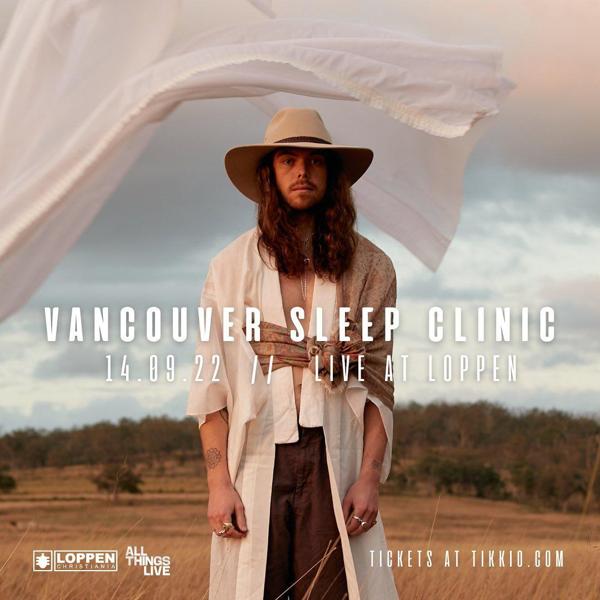 VANCOUVER SLEEP CLINIC
14.09.22 // LIVE AT LOPPEN
LOPPEN
CHRISTIANIA
ALL
THINGS
LIVE
TICKETS AT TIKKIO.COM